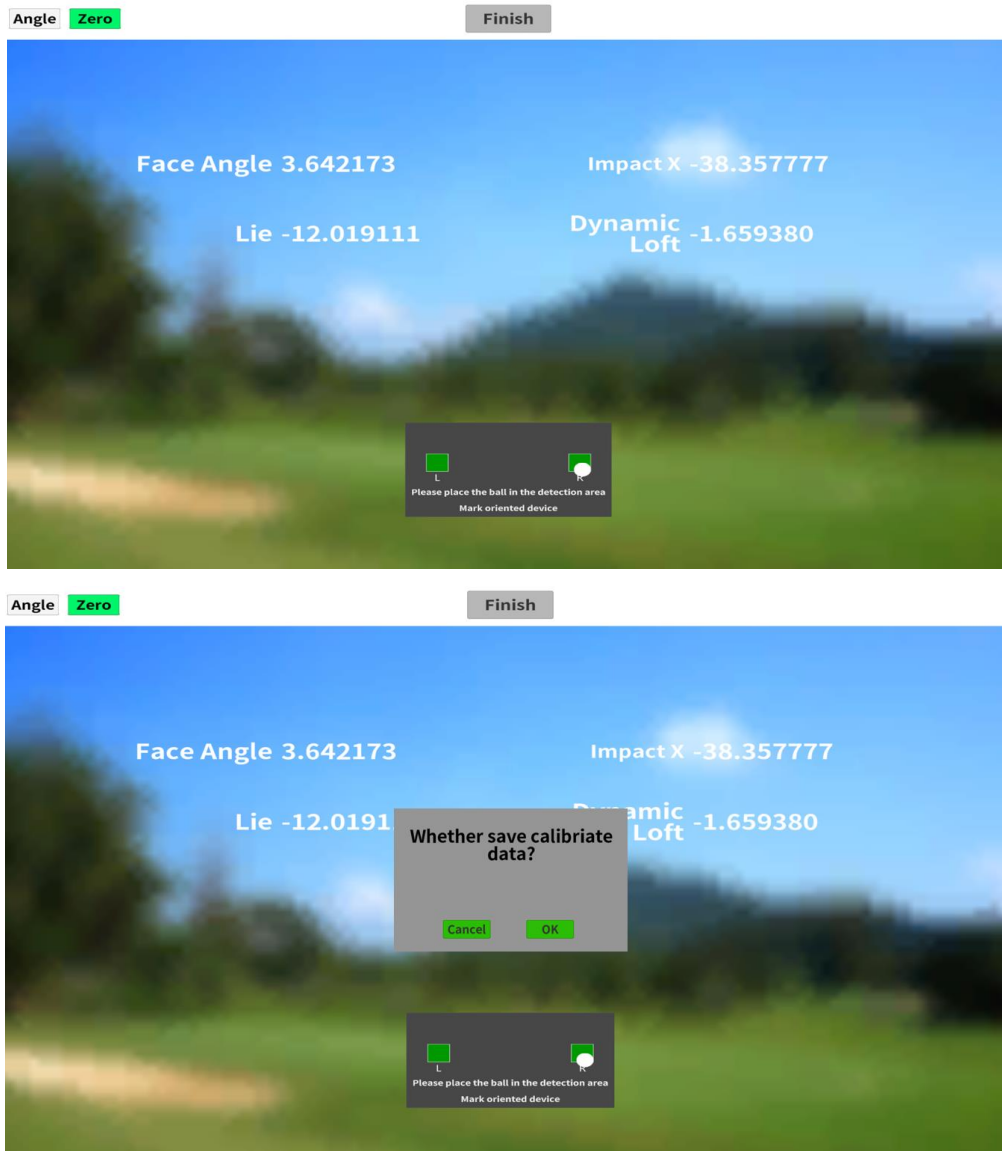 Angle Zero Finish
Face Angle 3.642173 Impact X -38.357777
Lie -12.019111 Dynamic Loft -1.659380
L R
Please place the ball in the detection area
Mark oriented device
Angle Zero Finish
Face Angle 3.642173 Impact X -38.357777
Lie -12.0191 Dynamic Loft -1.659380
Whether save calibriate
data?
Cancel OK
L R
Please place the ball in the detection area
Mark oriented device